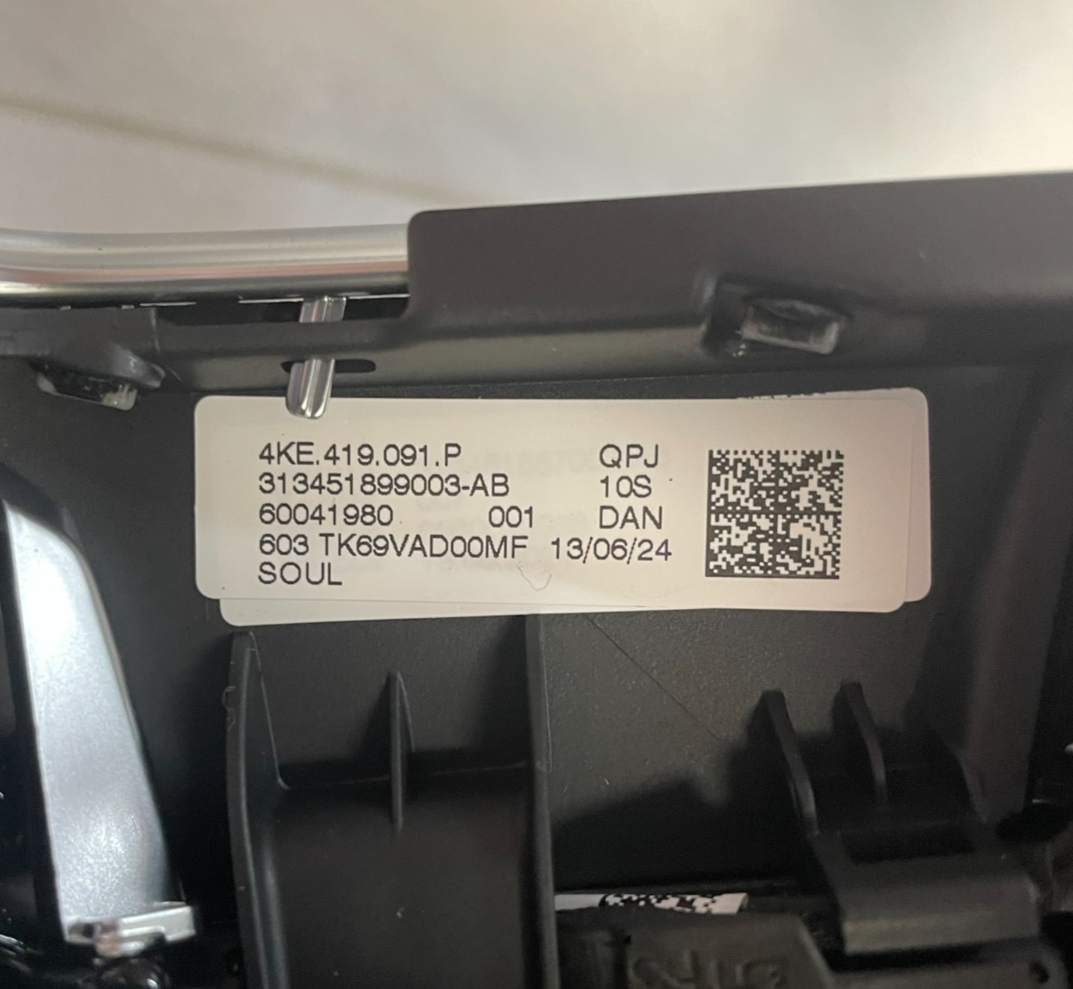 4KE.419.091.P QPJ
313451899003-AB 10S
60041980 001 DAN
603 TK69VAD00MF 13/06/24
SOUL